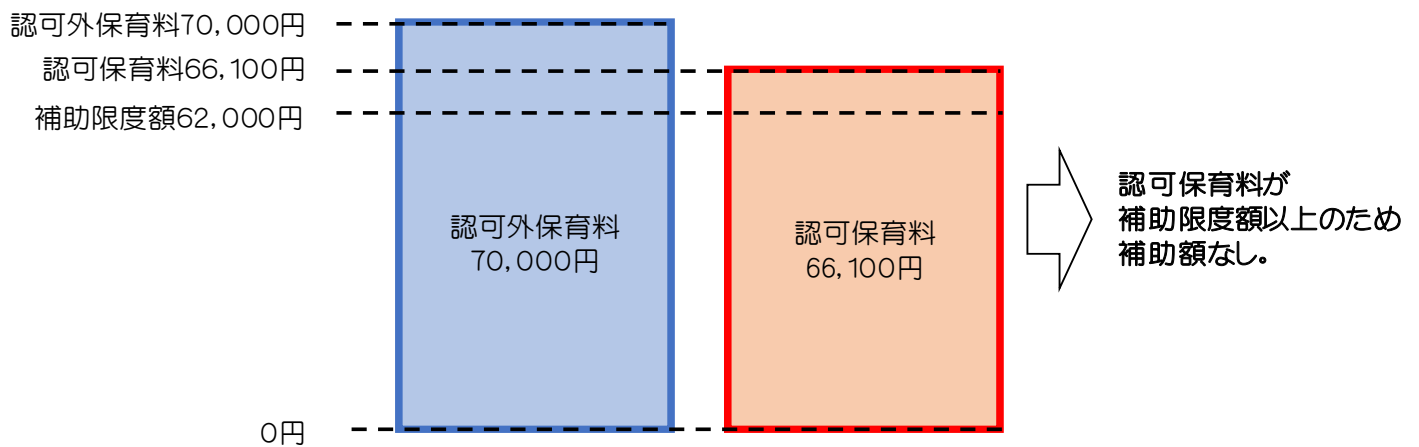 認可外保育料70,000円
認可保育料66,100円
補助限度額62,000円
認可外保育料
70,000円
認可保育料
66,100円
認可保育料が
補助限度額以上のため
補助額なし。
0円